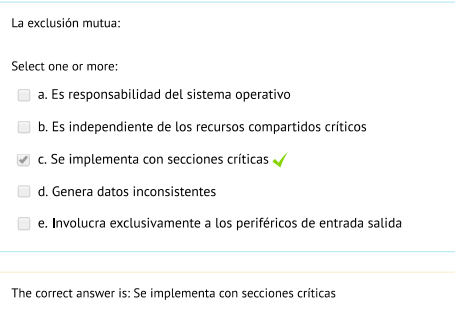 La exclusión mutua:
Select one or more:
a. Es responsabilidad del sistema operativo
b. Es independiente de los recursos compartidos críticos
c. Se implementa con secciones críticas
d. Genera datos inconsistentes
e. Involucra exclusivamente a los periféricos de entrada salida
The correct answer is: Se implementa con secciones críticas